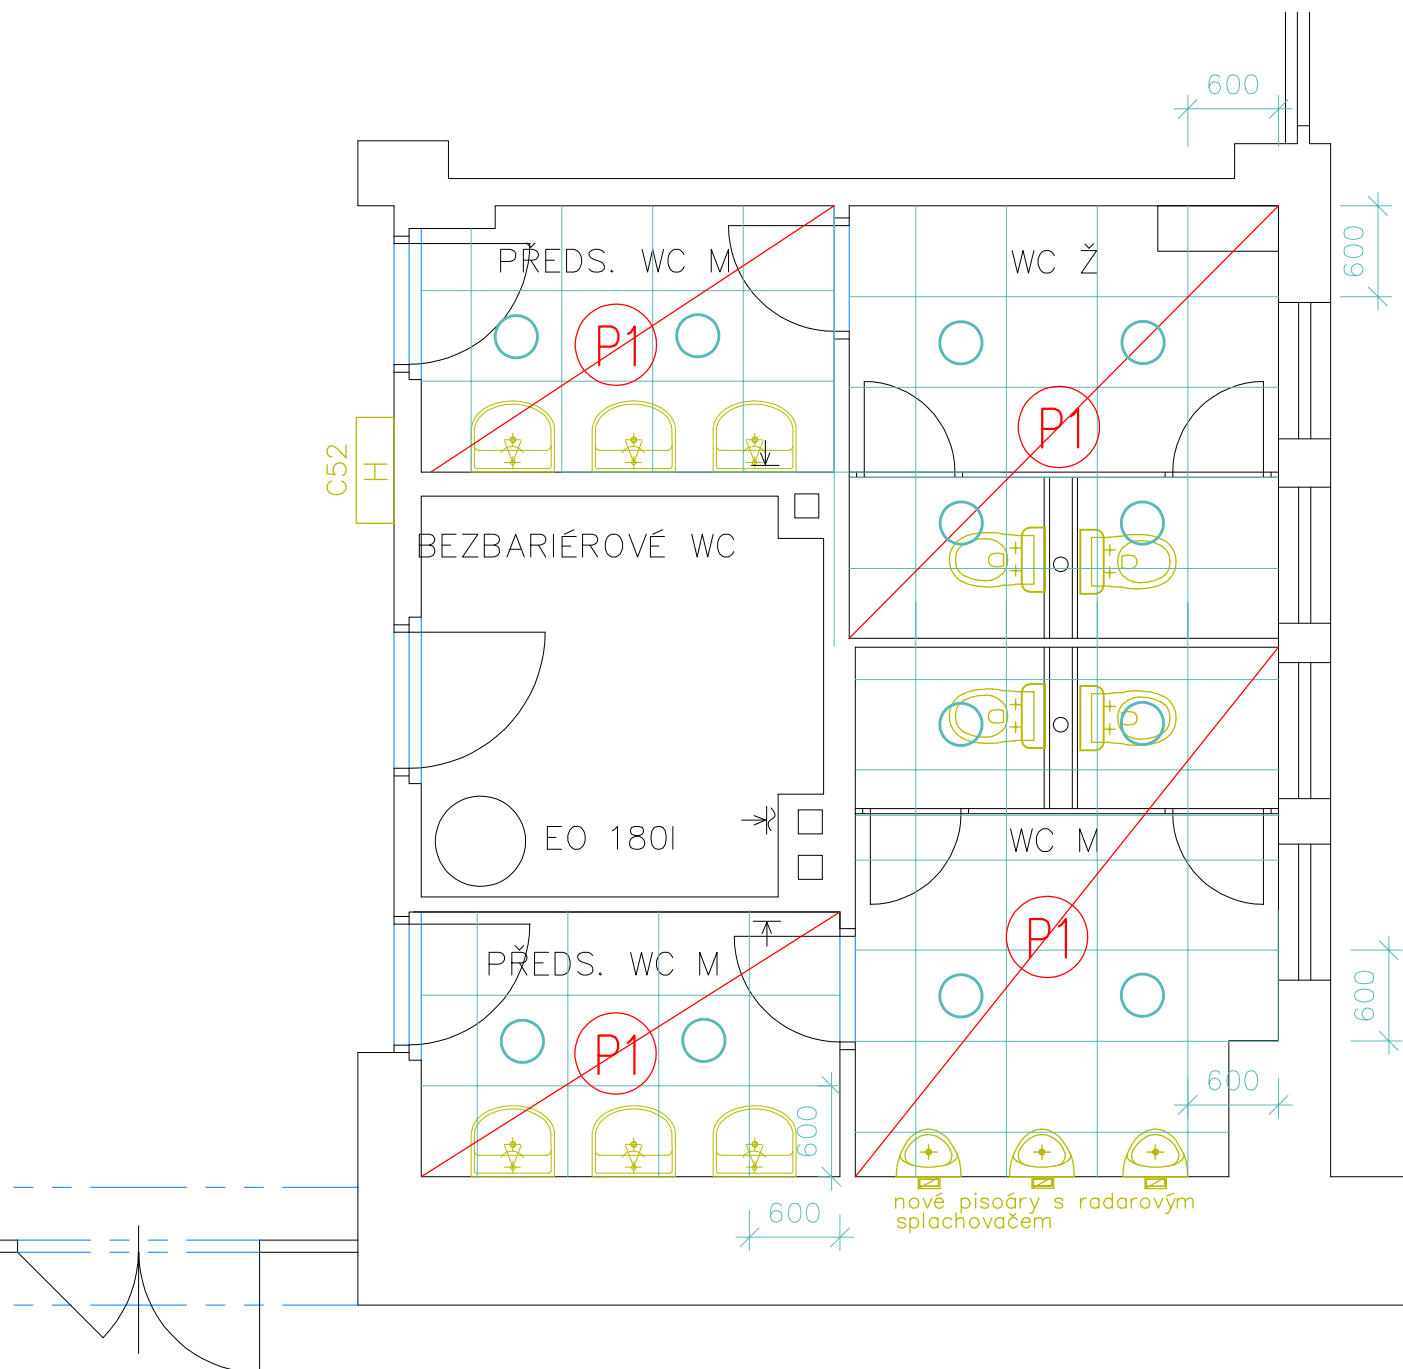 600
600
PŘEDS. WC M
WC Ž
P1
P1
C52
H
BEZBARIÉROVÉ WC
EO 180l
WC M
P1
PŘEDS. WC M
P1
600
600
600
600
nové pisoáry s radarovým
splachovačem